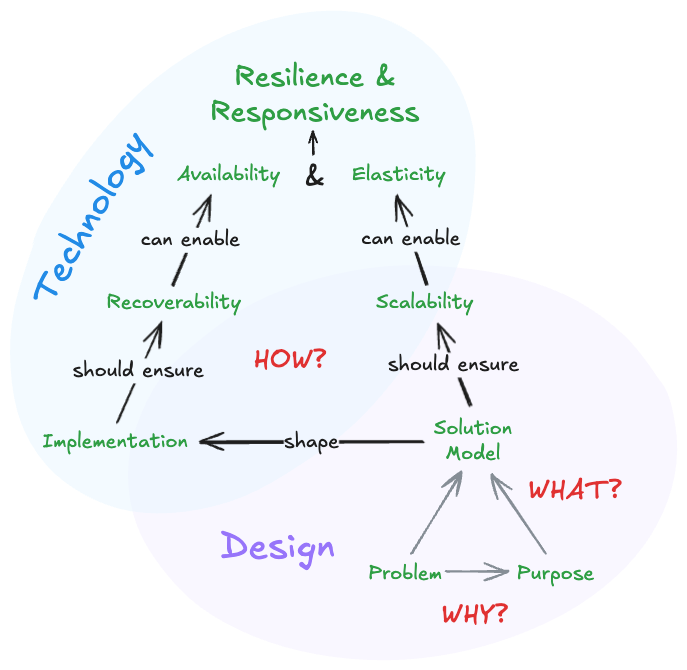 Resilience &
Responsiveness
Technology
Availability
&
Elasticity
can enable
can enable
Recoverability
Scalability
HOW?
should ensure
should ensure
Implementation
shape
Solution
Model
WHAT?
Design
Problem
Purpose
WHY?